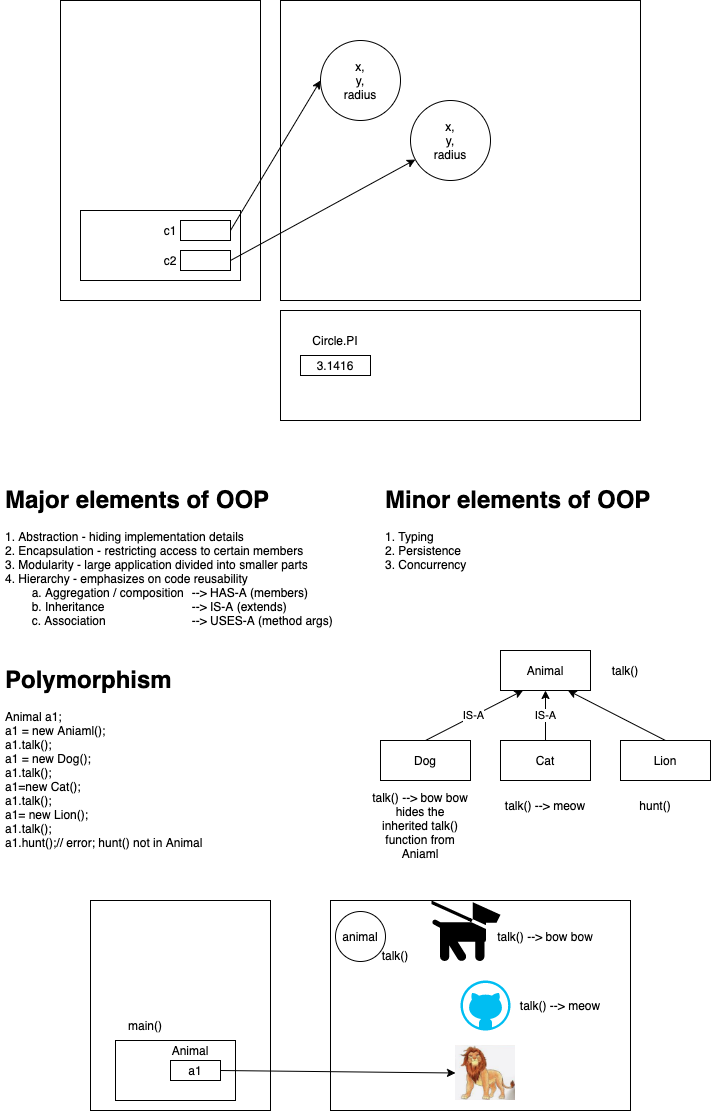 x,
y,
radius
x,
y,
radius
c1
c2
Circle.PI
3.1416
Major elements of OOP
1. Abstraction - hiding implementation details
2. Encapsulation - restricting access to certain members
3. Modularity - large application divided into smaller parts
4. Hierarchy - emphasizes on code reusability
a. Aggregation / composition --> HAS-A (members)
b. Inheritance --> IS-A (extends)
c. Association --> USES-A (method args)
Minor elements of OOP
1. Typing
2. Persistence
3. Concurrency
Polymorphism
Animal a1;
a1 = new Aniaml();
a1.talk();
a1 = new Dog();
a1.talk();
a1=new Cat();
a1.talk();
a1= new Lion();
a1.talk();
a1.hunt();// error; hunt() not in Animal
Animal
talk()
IS-A
IS-A
Dog
Cat
Lion
talk() --> bow bow
hides the
inherited talk()
function from
Aniaml
talk() --> meow
hunt()
animal
talk()
talk() --> bow bow
talk() --> meow
main()
Animal
a1